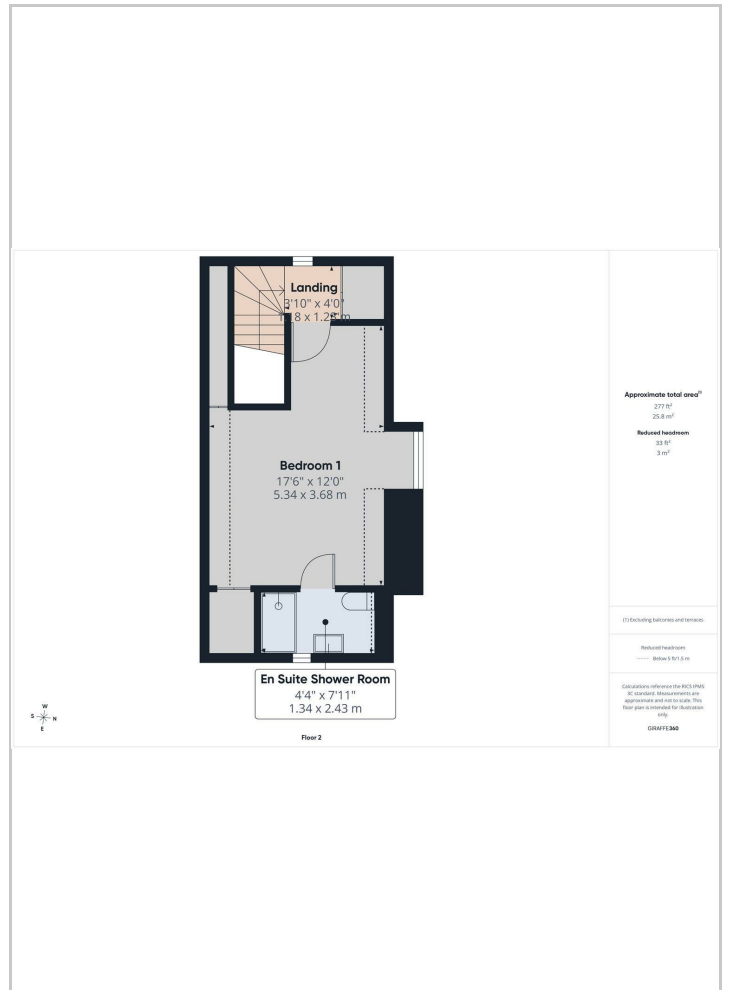 Landing
3'10" x 4'0"
Bedroom 1
17'6" x 12'0"
5.34 x 3.68 m
En Suite Shower Room
4'4" x 7'11"
1.34 x 2.43 m
Floor 2
W
S
N
E
Approximate total area⁽¹⁾
277 ft²
25.8 m²
Reduced headroom
33 ft²
3 m²
(1) Excluding balconies and terraces
Reduced headroom
Below 5 ft/1.5 m
Calculations reference the RICS IPMS
3C standard. Measurements are
approximate and not to scale. This
floor plan is intended for illustration
only.
GIRAFFE360